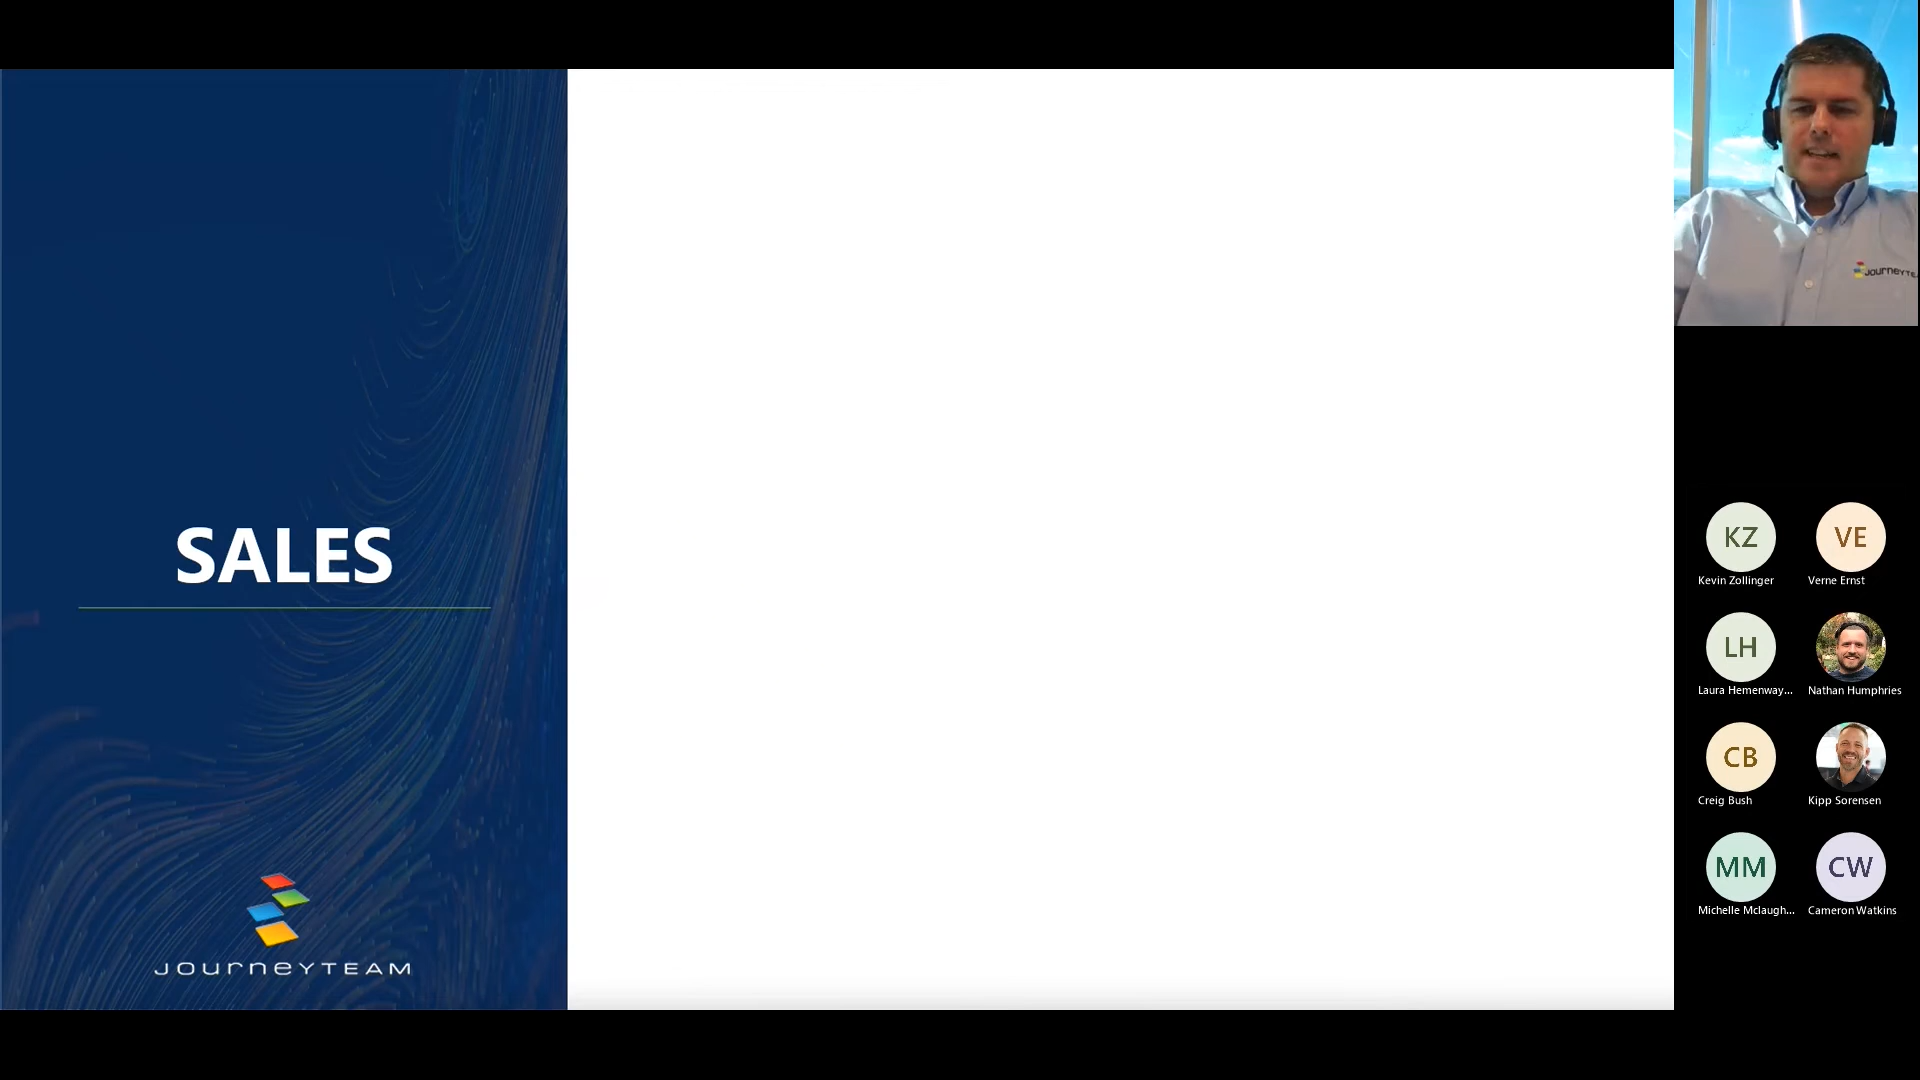 SALES
JOURNEYTEAM
JOURNEYTE
KZ
VE
Kevin Zollinger
Verne Ernst
LH
Laura Hemenway...
Nathan Humphries
CB
Creig Bush
Kipp Sorensen
MM
CW
Michelle Mclaugh...
Cameron Watkins